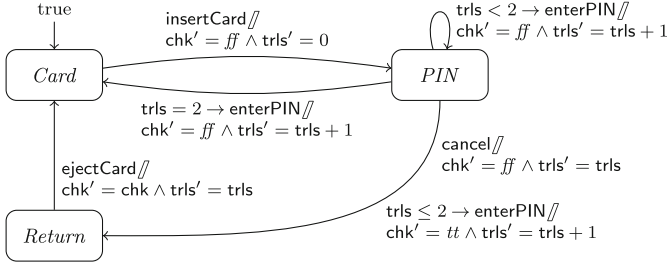 true
insertCard⫽
chk′ = ff ∧ trls′ = 0
trls < 2 → enterPIN⫽
chk′ = ff ∧ trls′ = trls + 1
Card
PIN
trls = 2 → enterPIN⫽
chk′ = ff ∧ trls′ = trls + 1
cancel⫽
chk′ = ff ∧ trls′ = trls
ejectCard⫽
chk′ = chk ∧ trls′ = trls
trls ≤ 2 → enterPIN⫽
chk′ = tt ∧ trls′ = trls + 1
Return